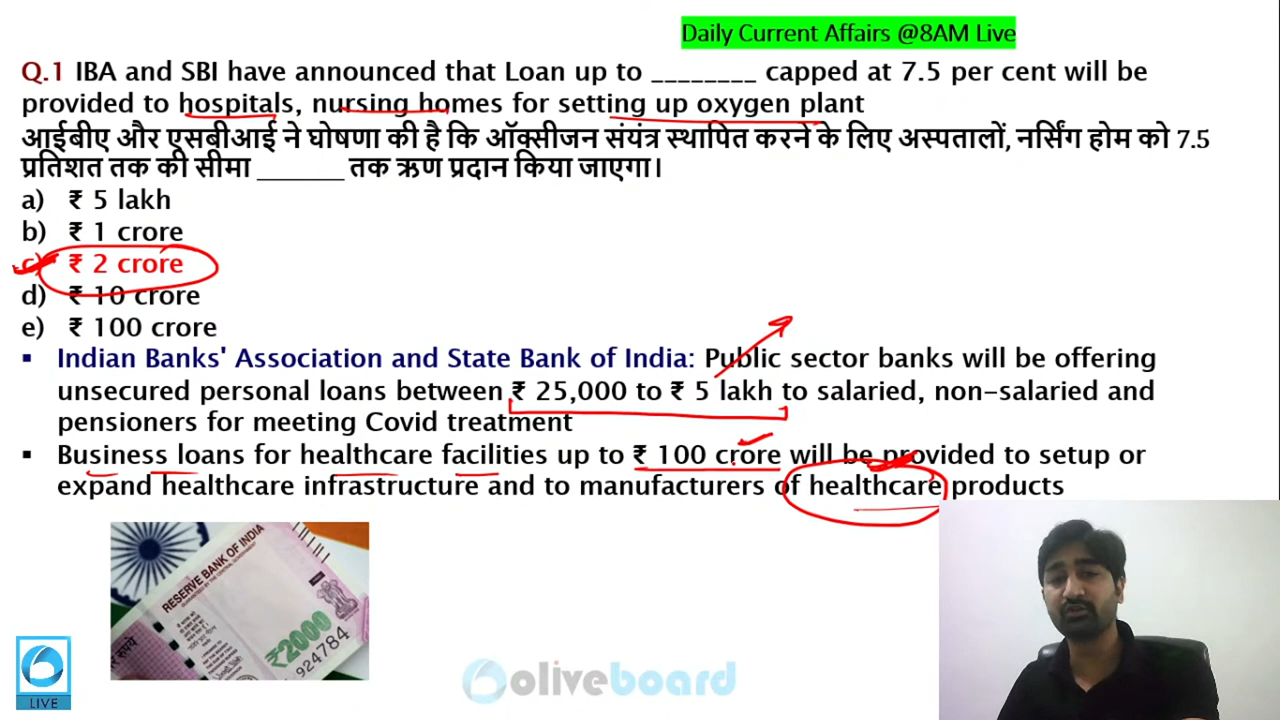 Daily Current Affairs @8AM Live
Q.1 IBA and SBI have announced that Loan up to ________ capped at 7.5 per cent will be
provided to hospitals, nursing homes for setting up oxygen plant
आईबीए और एसबीआई ने घोषणा की है कि ऑक्सीजन संयंत्र स्थापित करने के लिए अस्पतालों, नर्सिंग होम को 7.5
प्रतिशत तक की सीमा _______ तक ऋण प्रदान किया जाएगा।
a) ₹ 5 lakh
b) ₹ 1 crore
c) ₹ 2 crore
d) ₹ 10 crore
e) ₹ 100 crore
▪ Indian Banks' Association and State Bank of India: Public sector banks will be offering
unsecured personal loans between ₹ 25,000 to ₹ 5 lakh to salaried, non-salaried and
pensioners for meeting Covid treatment
▪ Business loans for healthcare facilities up to ₹ 100 crore will be provided to setup or
expand healthcare infrastructure and to manufacturers of healthcare products
RESERVE BANK OF INDIA
₹2000
924784
LIVE
oliveboard